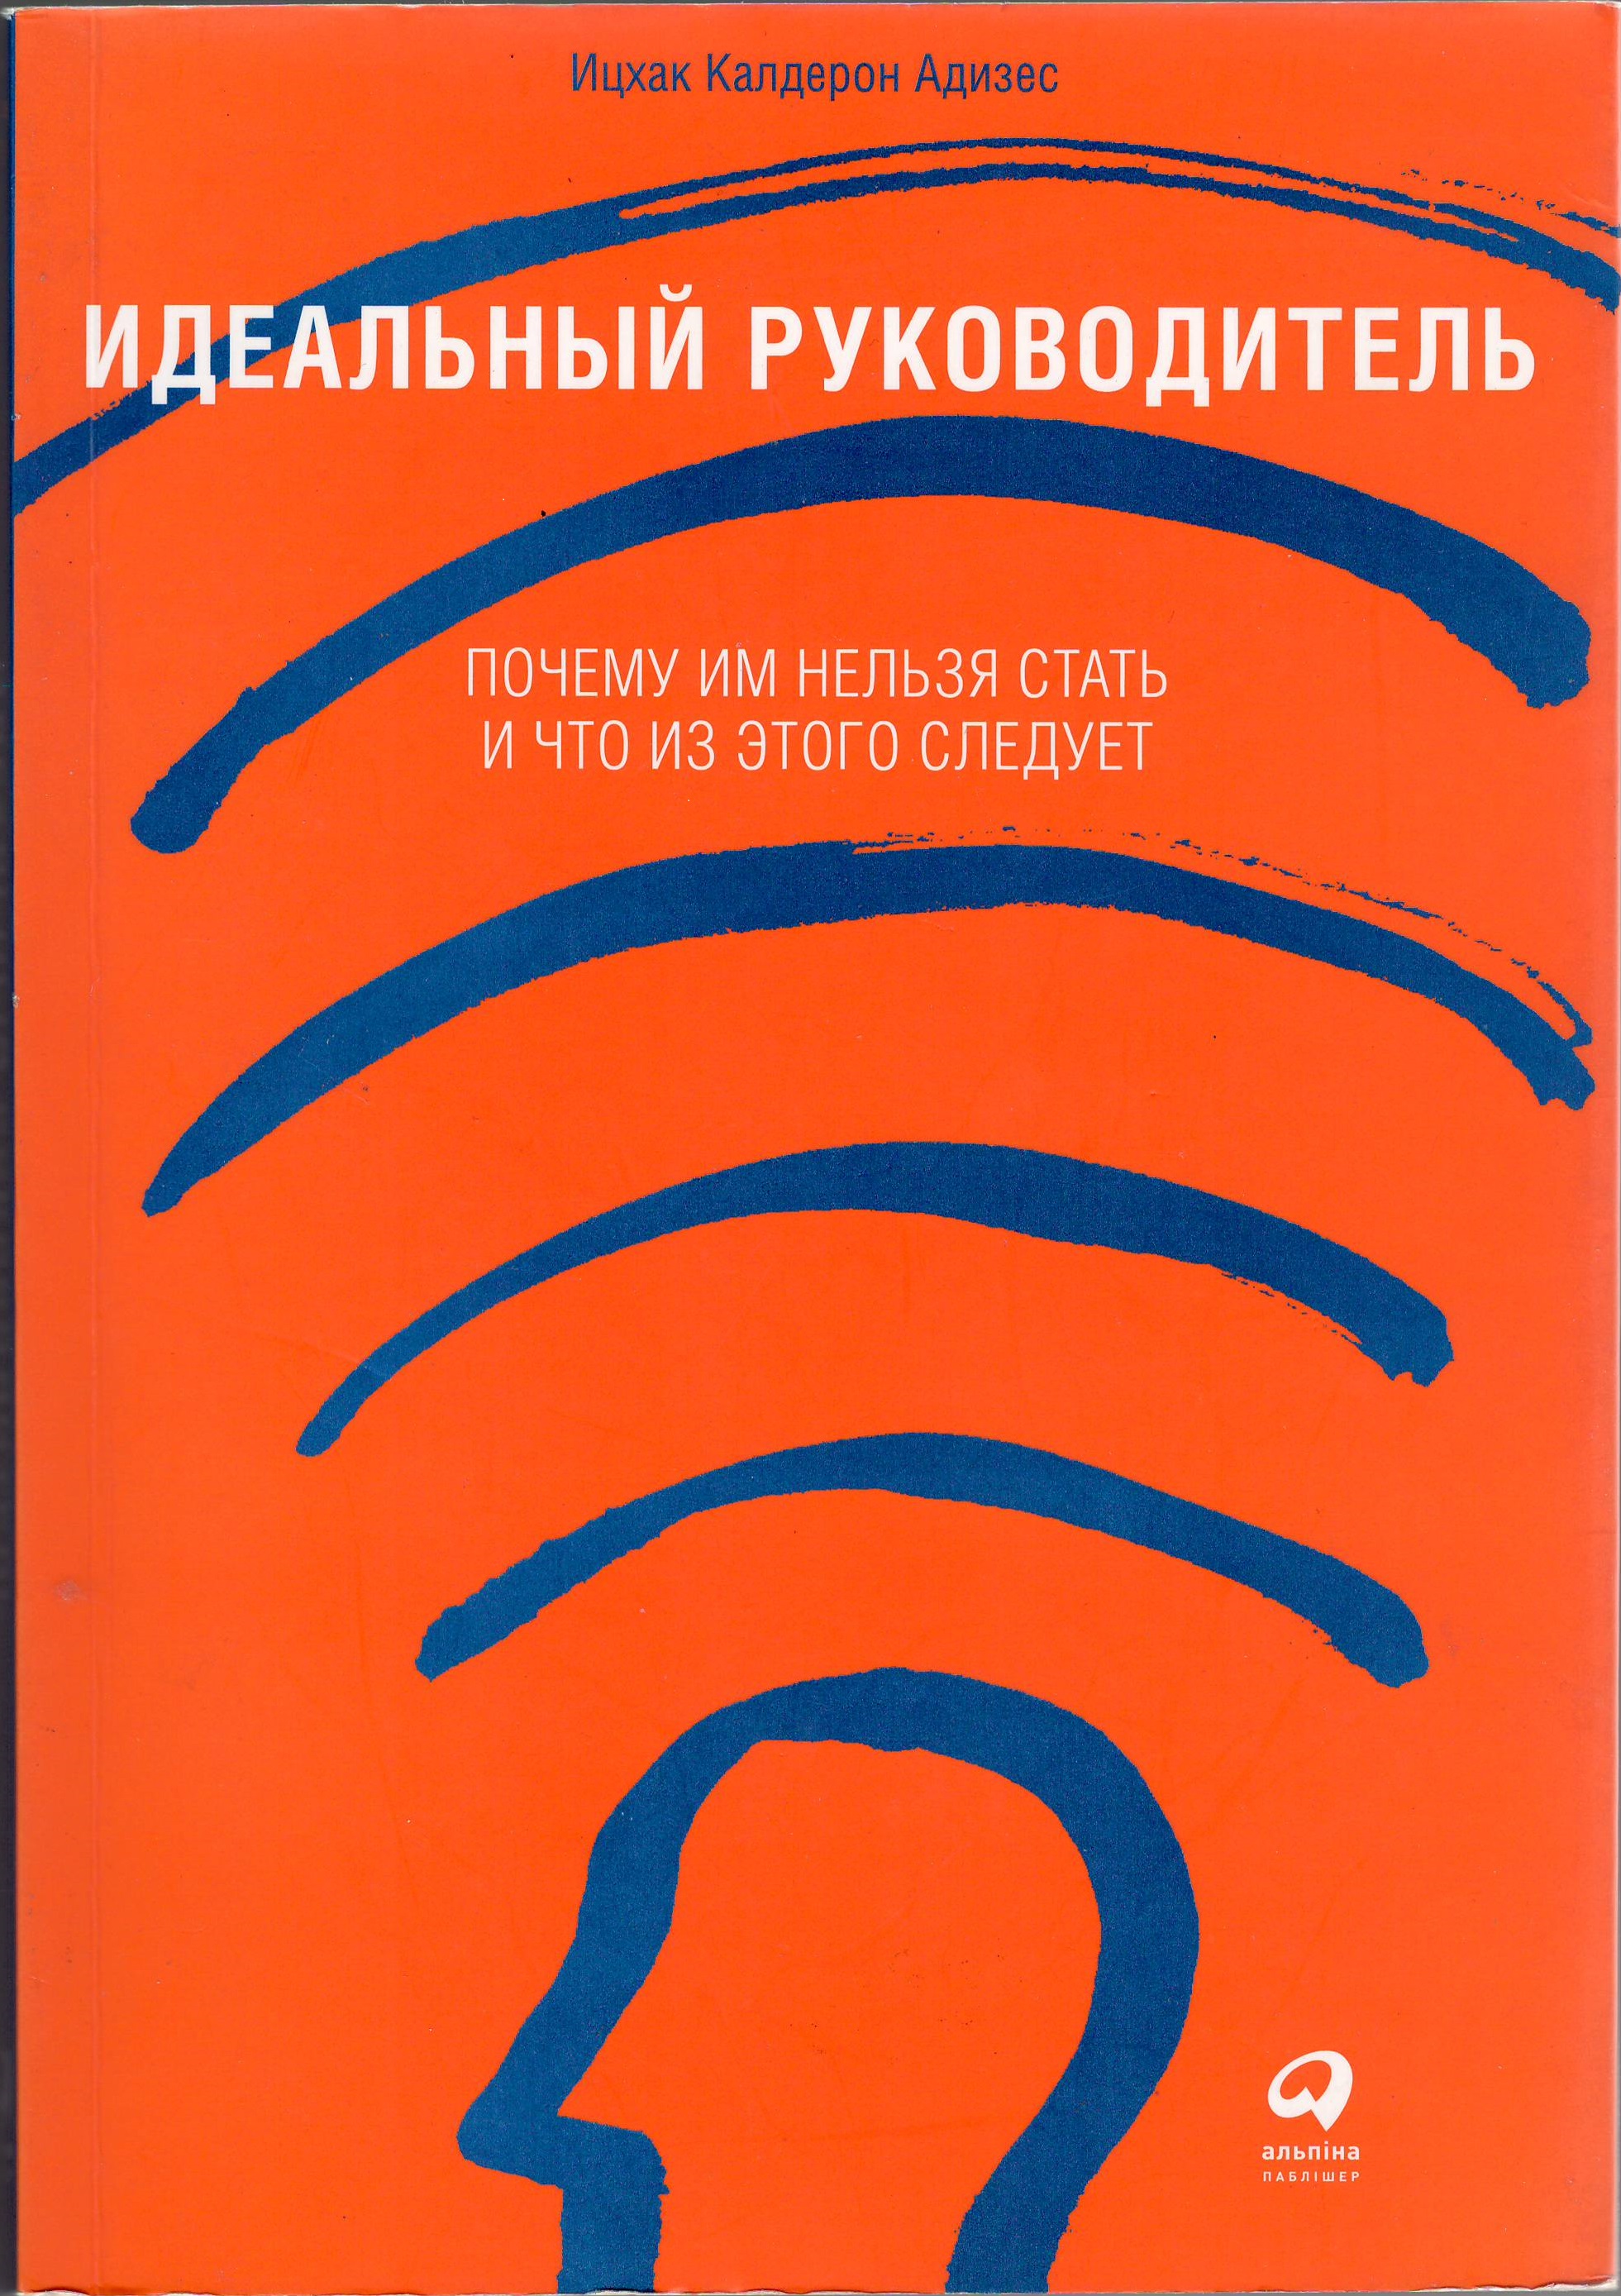 Ицхак Калдерон Адизес
ИДЕАЛЬНЫЙ РУКОВОДИТЕЛЬ
ПОЧЕМУ ИМ НЕЛЬЗЯ СТАТЬ
И ЧТО ИЗ ЭТОГО СЛЕДУЕТ
альпіна
ПАБЛІШЕР